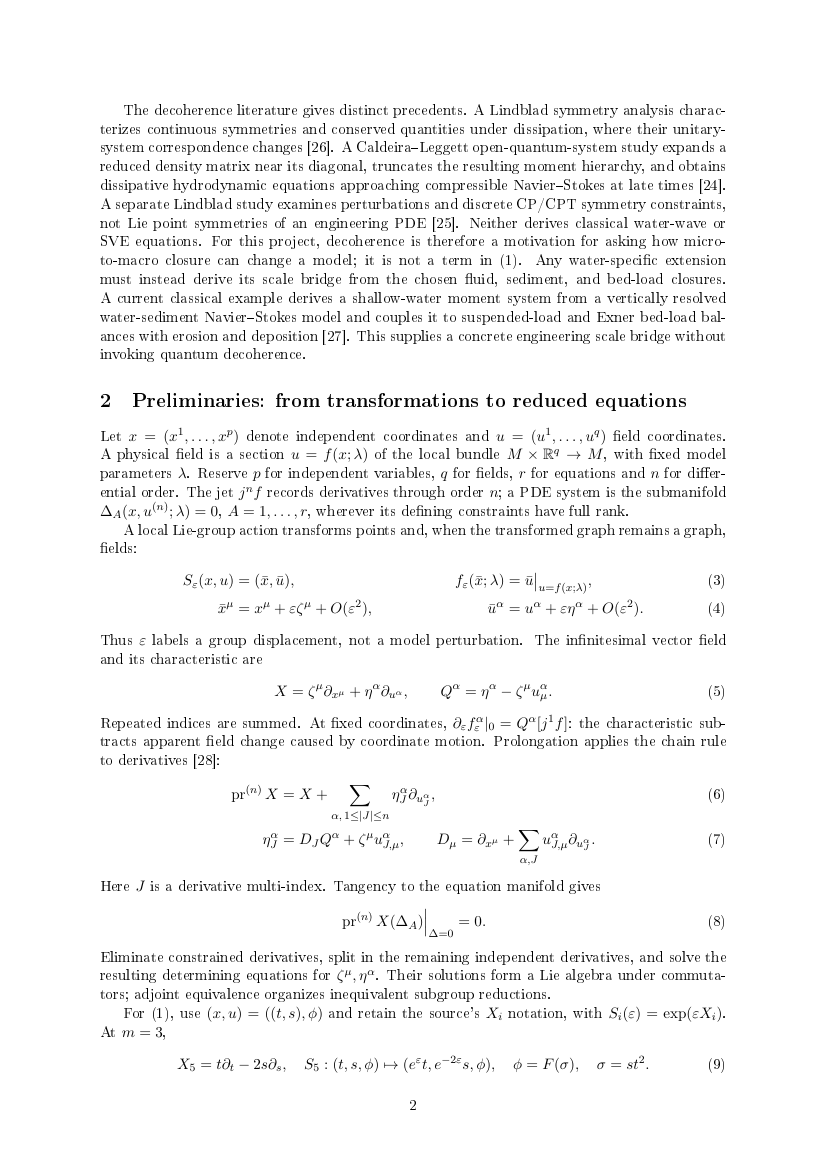 The decoherence literature gives distinct precedents. A Lindblad symmetry analysis charac-
terizes continuous symmetries and conserved quantities under dissipation, where their unitary-
system correspondence changes [26]. A Caldeira–Leggett open-quantum-system study expands a
reduced density matrix near its diagonal, truncates the resulting moment hierarchy, and obtains
dissipative hydrodynamic equations approaching compressible Navier–Stokes at late times [24].
A separate Lindblad study examines perturbations and discrete CP/CPT symmetry constraints,
not Lie point symmetries of an engineering PDE [25]. Neither derives classical water-wave or
SVE equations. For this project, decoherence is therefore a motivation for asking how micro-
to-macro closure can change a model; it is not a term in (1). Any water-specific extension
must instead derive its scale bridge from the chosen fluid, sediment, and bed-load closures.
A current classical example derives a shallow-water moment system from a vertically resolved
water-sediment Navier–Stokes model and couples it to suspended-load and Exner bed-load bal-
ances with erosion and deposition [27]. This supplies a concrete engineering scale bridge without
invoking quantum decoherence.
2 Preliminaries: from transformations to reduced equations
Let x = (x¹, . . . , xᵖ) denote independent coordinates and u = (u¹, . . . , u^q) field coordinates.
A physical field is a section u = f(x; λ) of the local bundle M × ℝ^q → M, with fixed model
parameters λ. Reserve p for independent variables, q for fields, r for equations and n for differ-
ential order. The jet jⁿf records derivatives through order n; a PDE system is the submanifold
Δ_A(x, u^(n); λ) = 0, A = 1, . . . , r, wherever its defining constraints have full rank.
A local Lie-group action transforms points and, when the transformed graph remains a graph,
fields:
S_ε(x, u) = (x̄, ū), f_ε(x̄; λ) = ū|_{u=f(x;λ)}, (3)
x̄^μ = x^μ + εζ^μ + O(ε²), ū^α = u^α + εη^α + O(ε²). (4)
Thus ε labels a group displacement, not a model perturbation. The infinitesimal vector field
and its characteristic are
X = ζ^μ∂_{x^μ} + η^α∂_{u^α}, Q^α = η^α − ζ^μu^α_μ. (5)
Repeated indices are summed. At fixed coordinates, ∂_εf^α_ε|₀ = Q^α[j¹f]: the characteristic sub-
tracts apparent field change caused by coordinate motion. Prolongation applies the chain rule
to derivatives [28]:
pr^(n) X = X + ∑_{α, 1≤|J|≤n} η^α_J∂_{u^α_J}, (6)
η^α_J = D_JQ^α + ζ^μu^α_{J,μ}, D_μ = ∂_{x^μ} + ∑_{α,J} u^α_{J,μ}∂_{u^α_J}. (7)
Here J is a derivative multi-index. Tangency to the equation manifold gives
pr^(n) X(Δ_A)|_{Δ=0} = 0. (8)
Eliminate constrained derivatives, split in the remaining independent derivatives, and solve the
resulting determining equations for ζ^μ, η^α. Their solutions form a Lie algebra under commuta-
tors; adjoint equivalence organizes inequivalent subgroup reductions.
For (1), use (x, u) = ((t, s), ϕ) and retain the source's X_i notation, with S_i(ε) = exp(εX_i).
At m = 3,
X₅ = t∂_t − 2s∂_s, S₅ : (t, s, ϕ) ↦ (e^εt, e^{−2ε}s, ϕ), ϕ = F(σ), σ = st². (9)
2